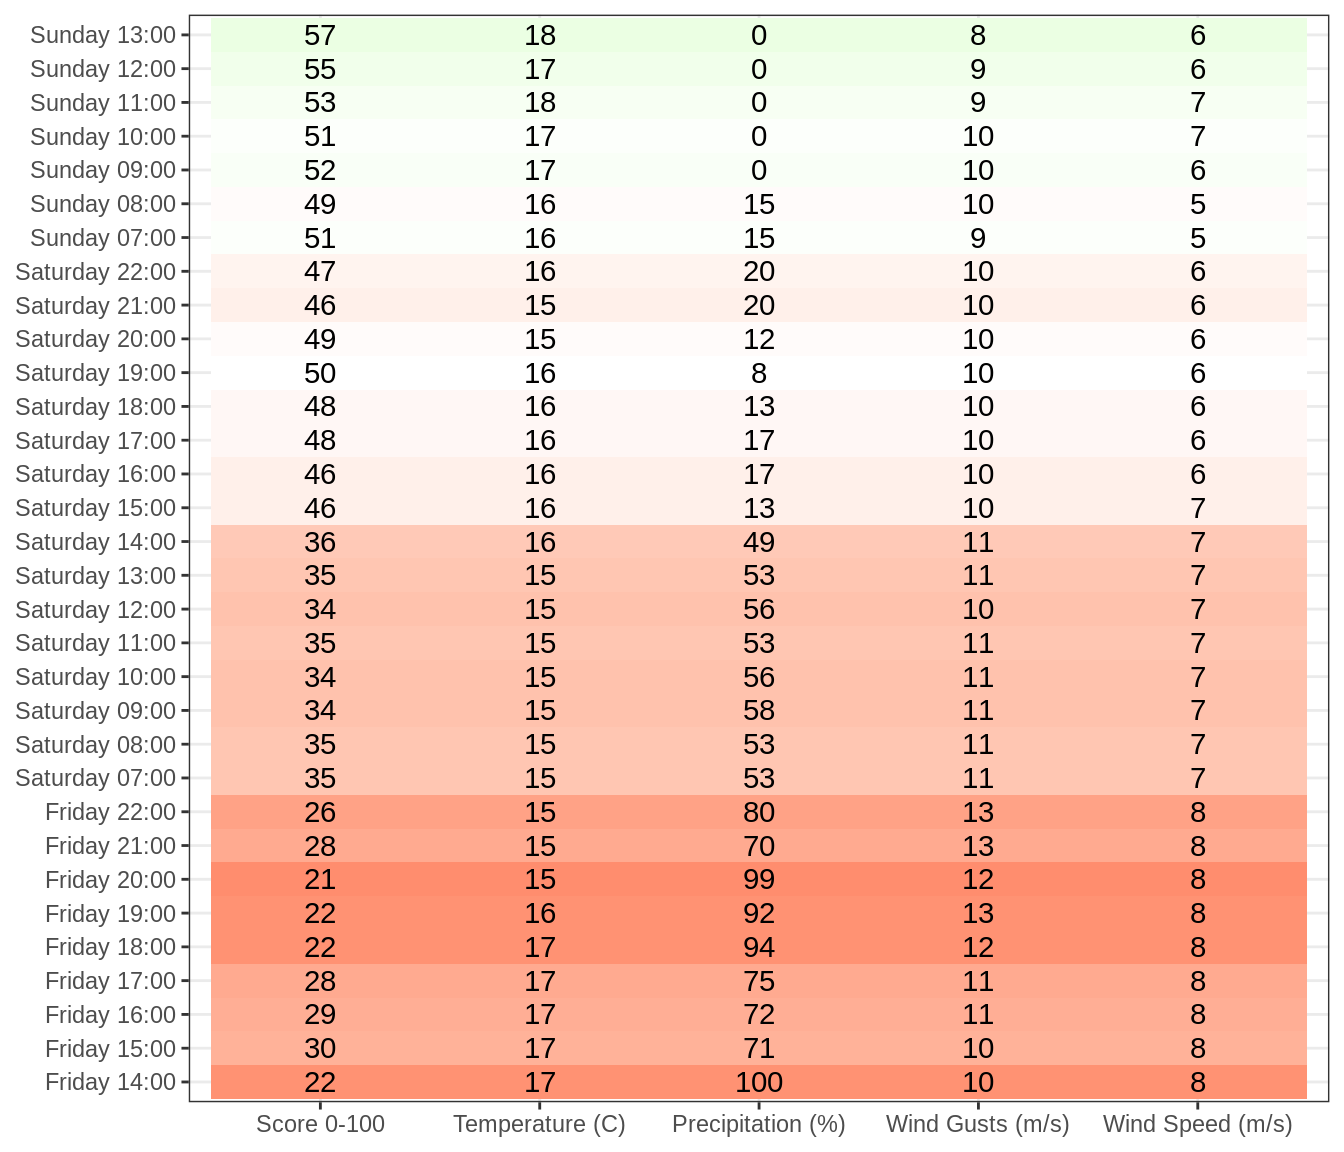 Sunday 13:00 57 18 0 8 6
Sunday 12:00 55 17 0 9 6
Sunday 11:00 53 18 0 9 7
Sunday 10:00 51 17 0 10 7
Sunday 09:00 52 17 0 10 6
Sunday 08:00 49 16 15 10 5
Sunday 07:00 51 16 15 9 5
Saturday 22:00 47 16 20 10 6
Saturday 21:00 46 15 20 10 6
Saturday 20:00 49 15 12 10 6
Saturday 19:00 50 16 8 10 6
Saturday 18:00 48 16 13 10 6
Saturday 17:00 48 16 17 10 6
Saturday 16:00 46 16 17 10 6
Saturday 15:00 46 16 13 10 7
Saturday 14:00 36 16 49 11 7
Saturday 13:00 35 15 53 11 7
Saturday 12:00 34 15 56 10 7
Saturday 11:00 35 15 53 11 7
Saturday 10:00 34 15 56 11 7
Saturday 09:00 34 15 58 11 7
Saturday 08:00 35 15 53 11 7
Saturday 07:00 35 15 53 11 7
Friday 22:00 26 15 80 13 8
Friday 21:00 28 15 70 13 8
Friday 20:00 21 15 99 12 8
Friday 19:00 22 16 92 13 8
Friday 18:00 22 17 94 12 8
Friday 17:00 28 17 75 11 8
Friday 16:00 29 17 72 11 8
Friday 15:00 30 17 71 10 8
Friday 14:00 22 17 100 10 8
Score 0-100 Temperature (C) Precipitation (%) Wind Gusts (m/s) Wind Speed (m/s)